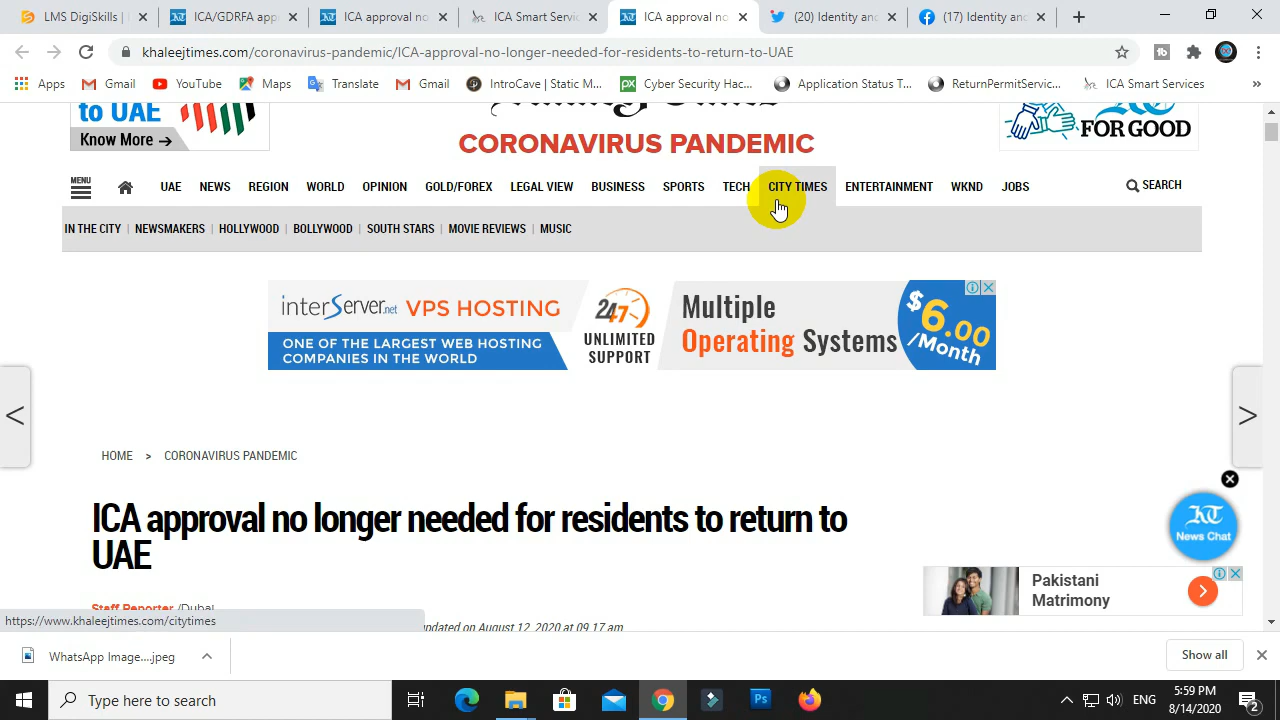 LMS DigiSkills | L
ICA/GDRFA app
ICA approval no
ICA Smart Servic
ICA approval no
(20) Identity an
(17) Identity an
khaleejtimes.com/coronavirus-pandemic/ICA-approval-no-longer-needed-for-residents-to-return-to-UAE
Apps
Gmail
YouTube
Maps
Translate
Gmail
IntroCave | Static M...
Cyber Security Hac...
Application Status T...
ReturnPermitServic...
ICA Smart Services
»
to UAE
Know More →
CORONAVIRUS PANDEMIC
FOR GOOD
MENU
UAE
NEWS
REGION
WORLD
OPINION
GOLD/FOREX
LEGAL VIEW
BUSINESS
SPORTS
TECH
CITY TIMES
ENTERTAINMENT
WKND
JOBS
SEARCH
IN THE CITY | NEWSMAKERS | HOLLYWOOD | BOLLYWOOD | SOUTH STARS | MOVIE REVIEWS | MUSIC
interServer.net VPS HOSTING
ONE OF THE LARGEST WEB HOSTING
COMPANIES IN THE WORLD
24/7
UNLIMITED
SUPPORT
Multiple
Operating Systems
$6.00
/Month
<
>
HOME > CORONAVIRUS PANDEMIC
ICA approval no longer needed for residents to return to
UAE
KT
News Chat
Pakistani
Matrimony
Staff Reporter /Dubai
updated on August 12, 2020 at 09.17 am
https://www.khaleejtimes.com/citytimes
WhatsApp Image....jpeg
Show all
Type here to search
Ps
ENG
5:59 PM
8/14/2020
2